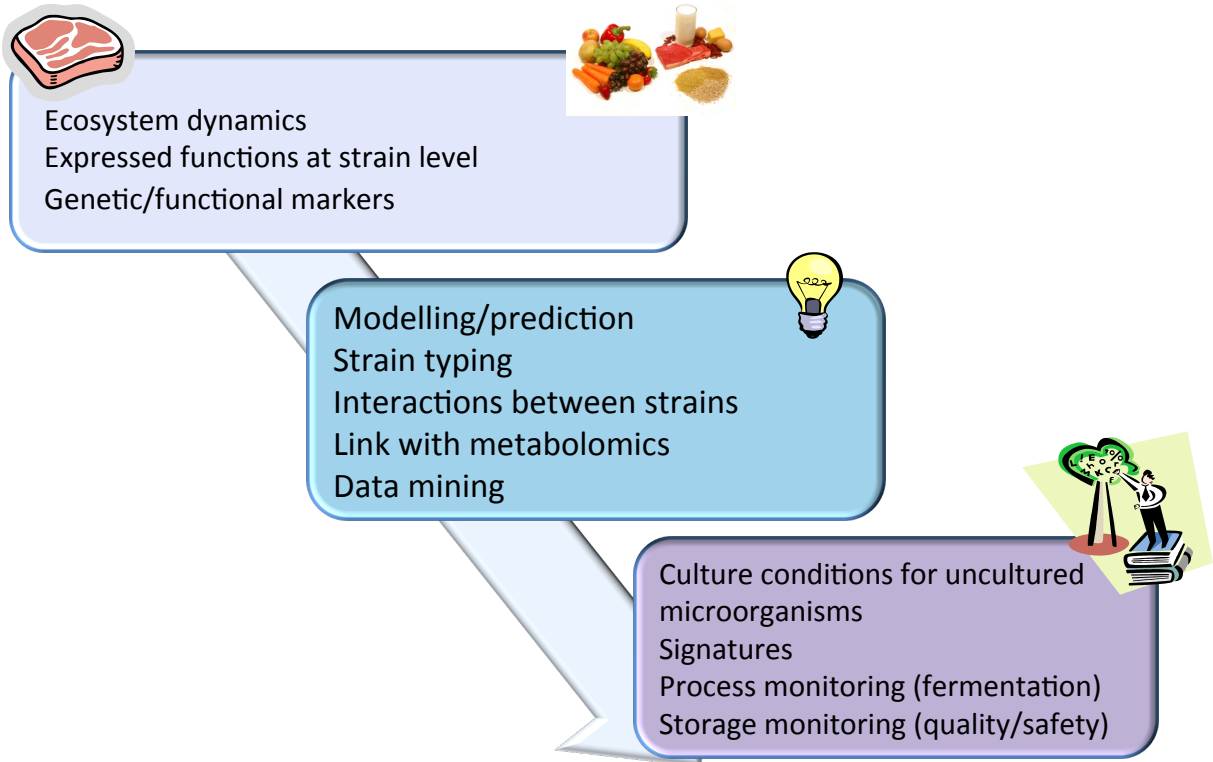 Ecosystem dynamics
Expressed functions at strain level
Genetic/functional markers
Modelling/prediction
Strain typing
Interactions between strains
Link with metabolomics
Data mining
Culture conditions for uncultured
microorganisms
Signatures
Process monitoring (fermentation)
Storage monitoring (quality/safety)